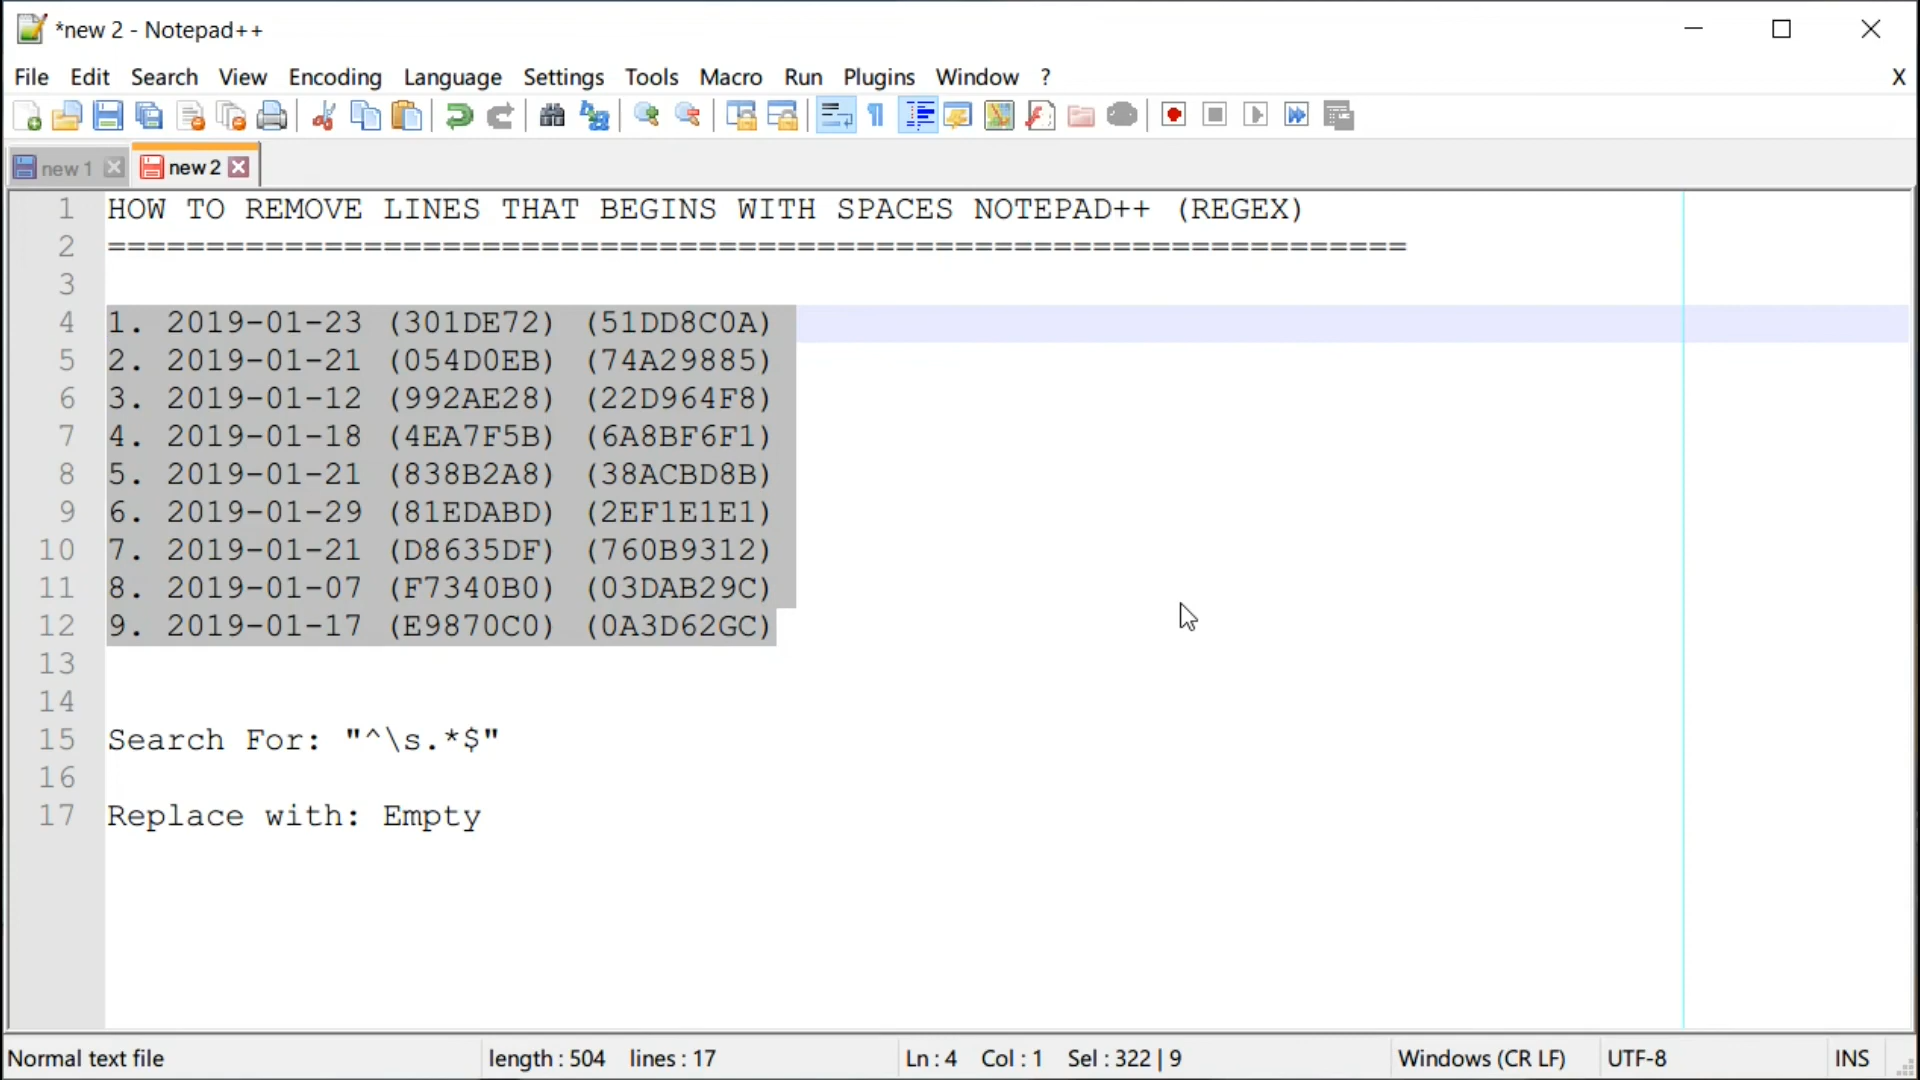 *new 2 - Notepad++
File Edit Search View Encoding Language Settings Tools Macro Run Plugins Window ? X
new 1 new 2
1 HOW TO REMOVE LINES THAT BEGINS WITH SPACES NOTEPAD++ (REGEX)
2 ==================================================================
3
4 1. 2019-01-23 (301DE72) (51DD8C0A)
5 2. 2019-01-21 (054D0EB) (74A29885)
6 3. 2019-01-12 (992AE28) (22D964F8)
7 4. 2019-01-18 (4EA7F5B) (6A8BF6F1)
8 5. 2019-01-21 (838B2A8) (38ACBD8B)
9 6. 2019-01-29 (81EDABD) (2EF1E1E1)
10 7. 2019-01-21 (D8635DF) (760B9312)
11 8. 2019-01-07 (F7340B0) (03DAB29C)
12 9. 2019-01-17 (E9870C0) (0A3D62GC)
13
14
15 Search For: "^\s.*$"
16
17 Replace with: Empty
Normal text file length : 504 lines : 17 Ln : 4 Col : 1 Sel : 322 | 9 Windows (CR LF) UTF-8 INS